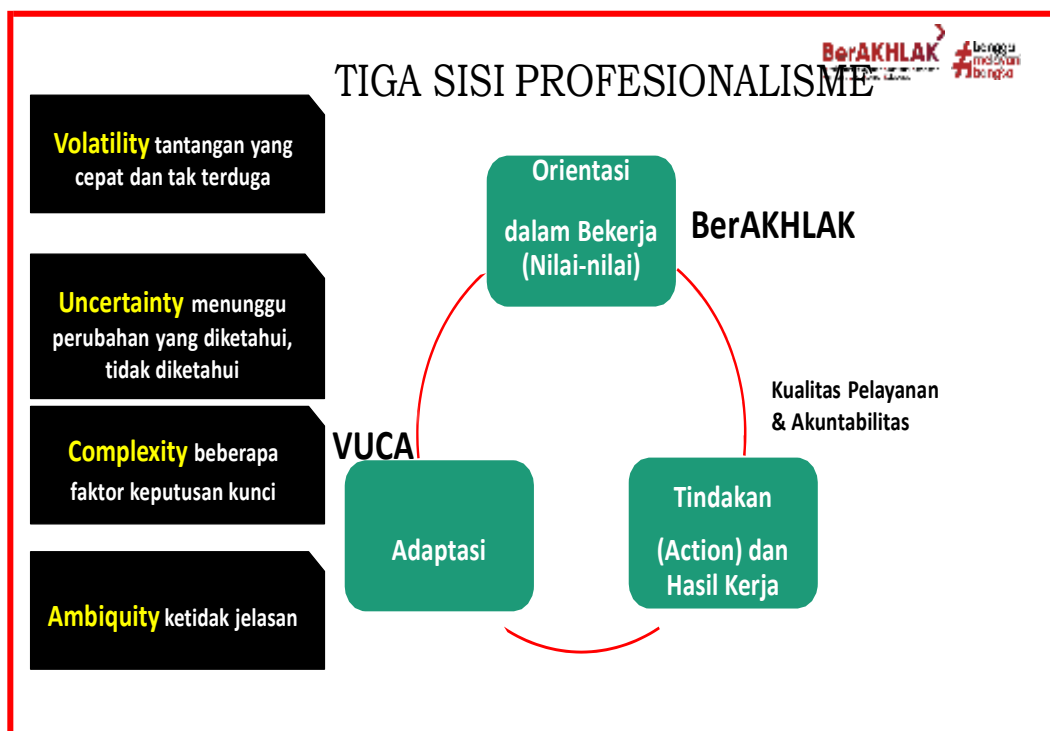 BerAKHLAK
#bangga
melayani
bangsa
TIGA SISI PROFESIONALISME
Volatility tantangan yang
cepat dan tak terduga
Uncertainty menunggu
perubahan yang diketahui,
tidak diketahui
Complexity beberapa
faktor keputusan kunci
Ambiquity ketidak jelasan
Orientasi
dalam Bekerja
(Nilai-nilai)
BerAKHLAK
Kualitas Pelayanan
& Akuntabilitas
VUCA
Adaptasi
Tindakan
(Action) dan
Hasil Kerja